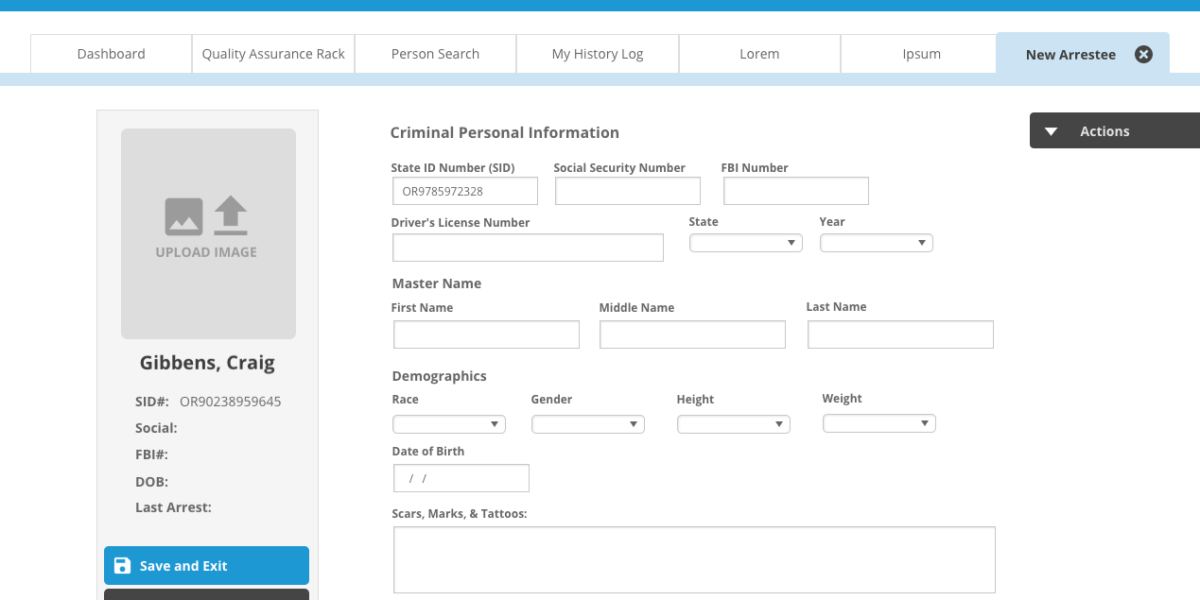 Dashboard
Quality Assurance Rack
Person Search
My History Log
Lorem
Ipsum
New Arrestee
UPLOAD IMAGE
Gibbens, Craig
SID#: OR90238959645
Social:
FBI#:
DOB:
Last Arrest:
Save and Exit
Criminal Personal Information
State ID Number (SID)
Social Security Number
FBI Number
OR9785972328
Driver's License Number
State
Year
Master Name
First Name
Middle Name
Last Name
Demographics
Race
Gender
Height
Weight
Date of Birth
/ /
Scars, Marks, & Tattoos:
Actions